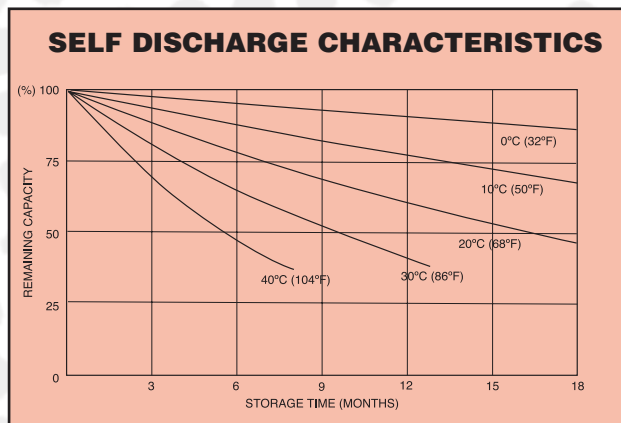 SELF DISCHARGE CHARACTERISTICS
(%) 100
75
50
25
0
REMAINING CAPACITY
0°C (32°F)
10°C (50°F)
20°C (68°F)
30°C (86°F)
40°C (104°F)
3 6 9 12 15 18
STORAGE TIME (MONTHS)